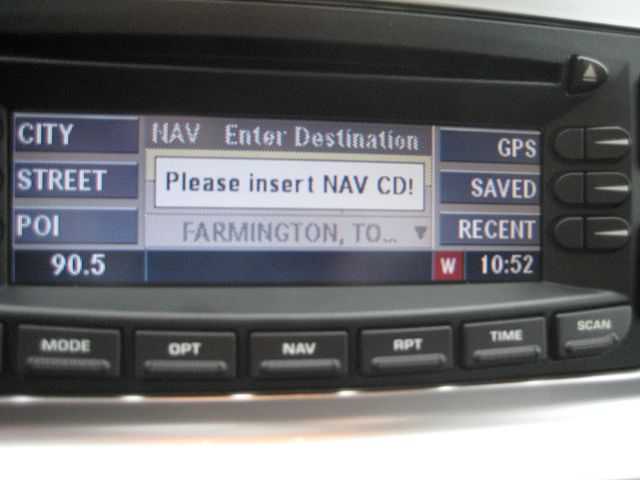 CITY
NAV Enter Destination
GPS
STREET
Please insert NAV CD!
SAVED
POI
FARMINGTON, TO...
RECENT
90.5
W
10:52
MODE
OPT
NAV
RPT
TIME
SCAN